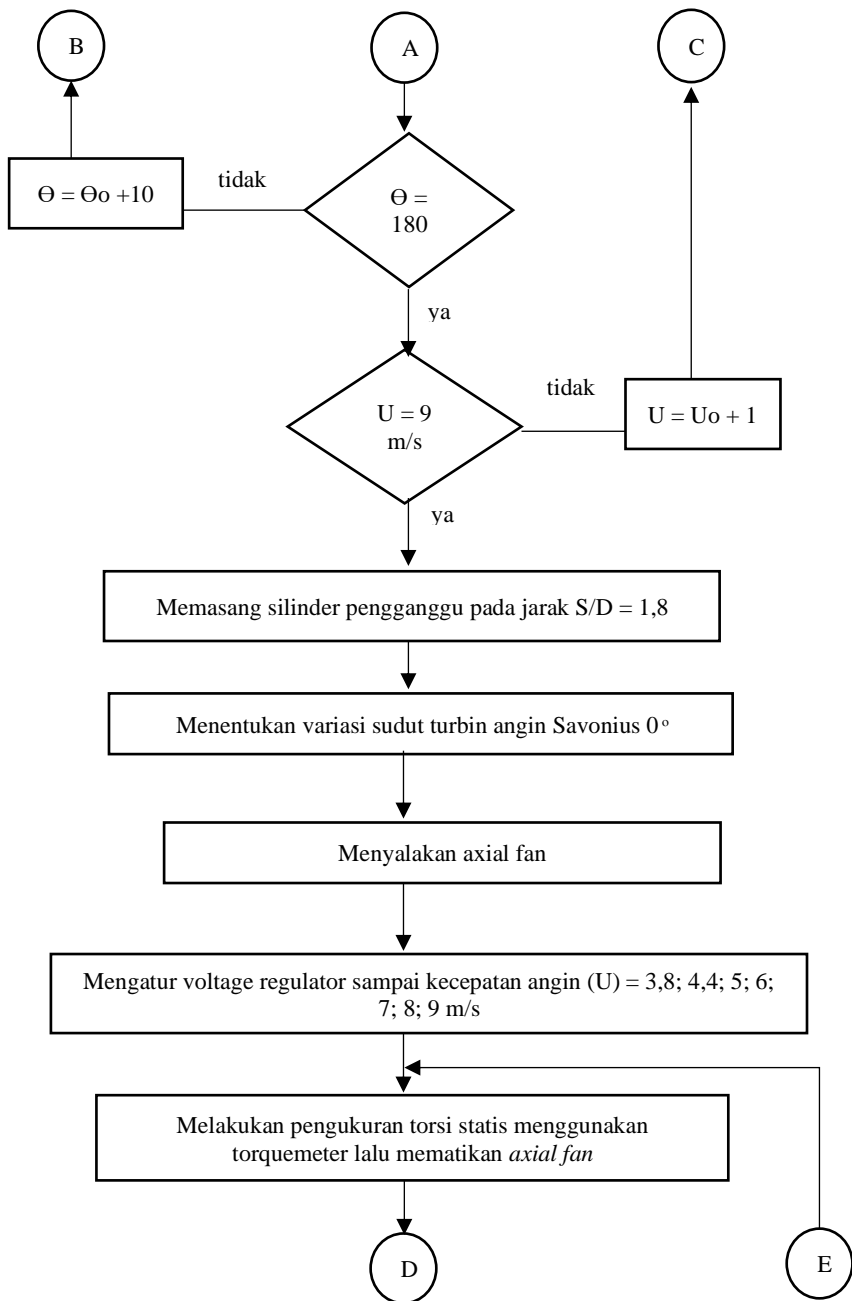 B
A
C
Ɵ = Ɵo +10
tidak
Ɵ =
180
ya
tidak
U = 9
m/s
U = Uo + 1
ya
Memasang silinder pengganggu pada jarak S/D = 1,8
Menentukan variasi sudut turbin angin Savonius 0°
Menyalakan axial fan
Mengatur voltage regulator sampai kecepatan angin (U) = 3,8; 4,4; 5; 6;
7; 8; 9 m/s
Melakukan pengukuran torsi statis menggunakan
torquemeter lalu mematikan axial fan
D
E